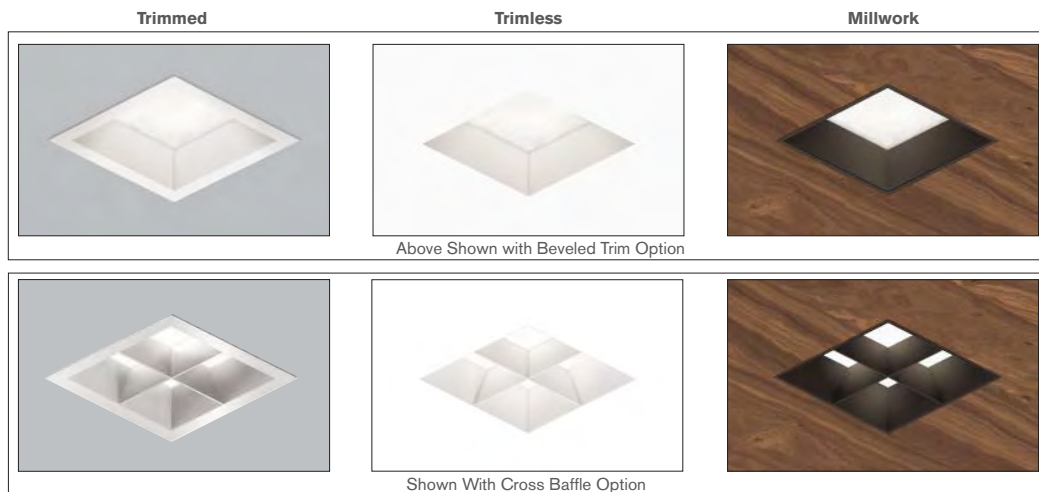 Trimmed
Trimless
Millwork
Above Shown with Beveled Trim Option
Shown With Cross Baffle Option